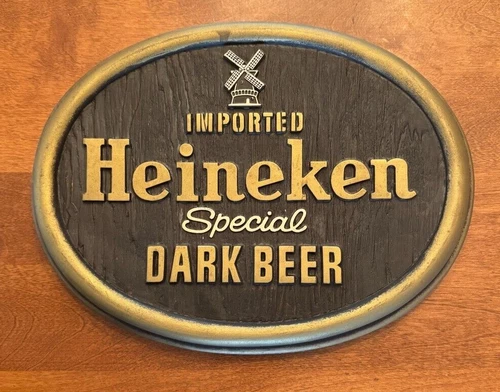 IMPORTED
Heineken
Special
DARK BEER